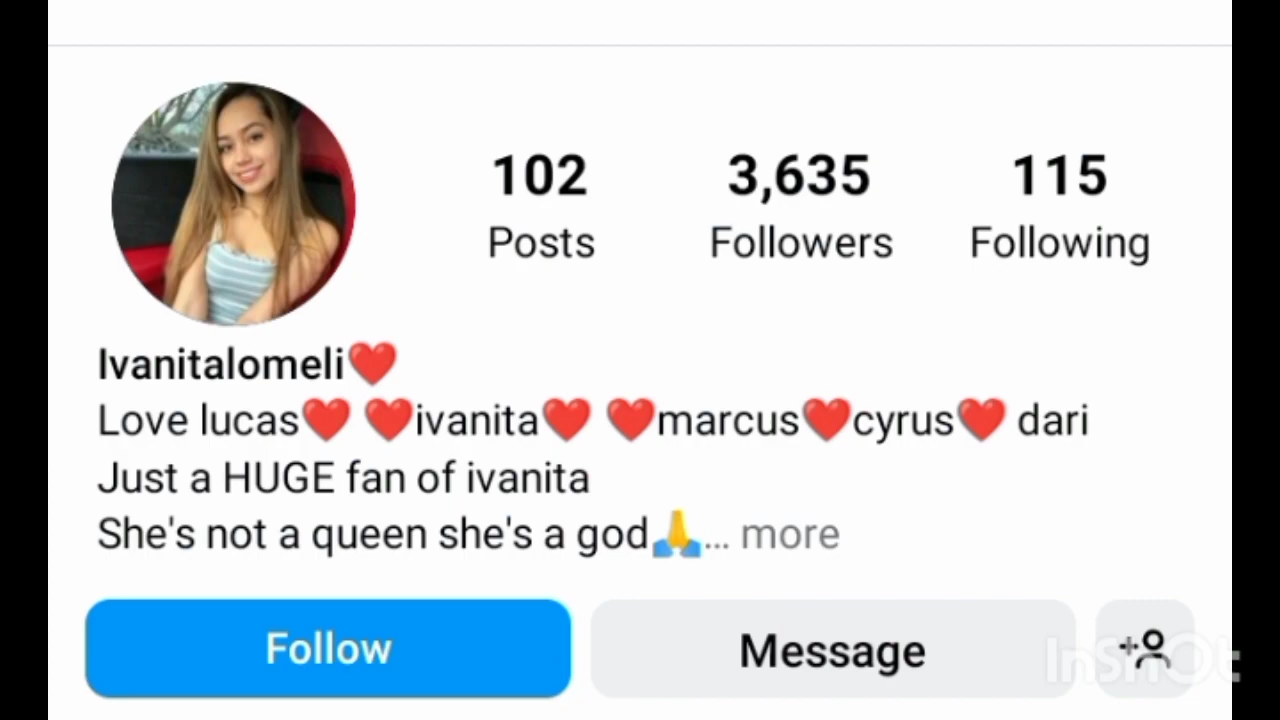 102 3,635 115
Posts Followers Following
Ivanitalomeli❤️
Love lucas❤️ ❤️ivanita❤️ ❤️marcus❤️cyrus❤️ dari
Just a HUGE fan of ivanita
She's not a queen she's a god🙏... more
Follow Message
InShOt